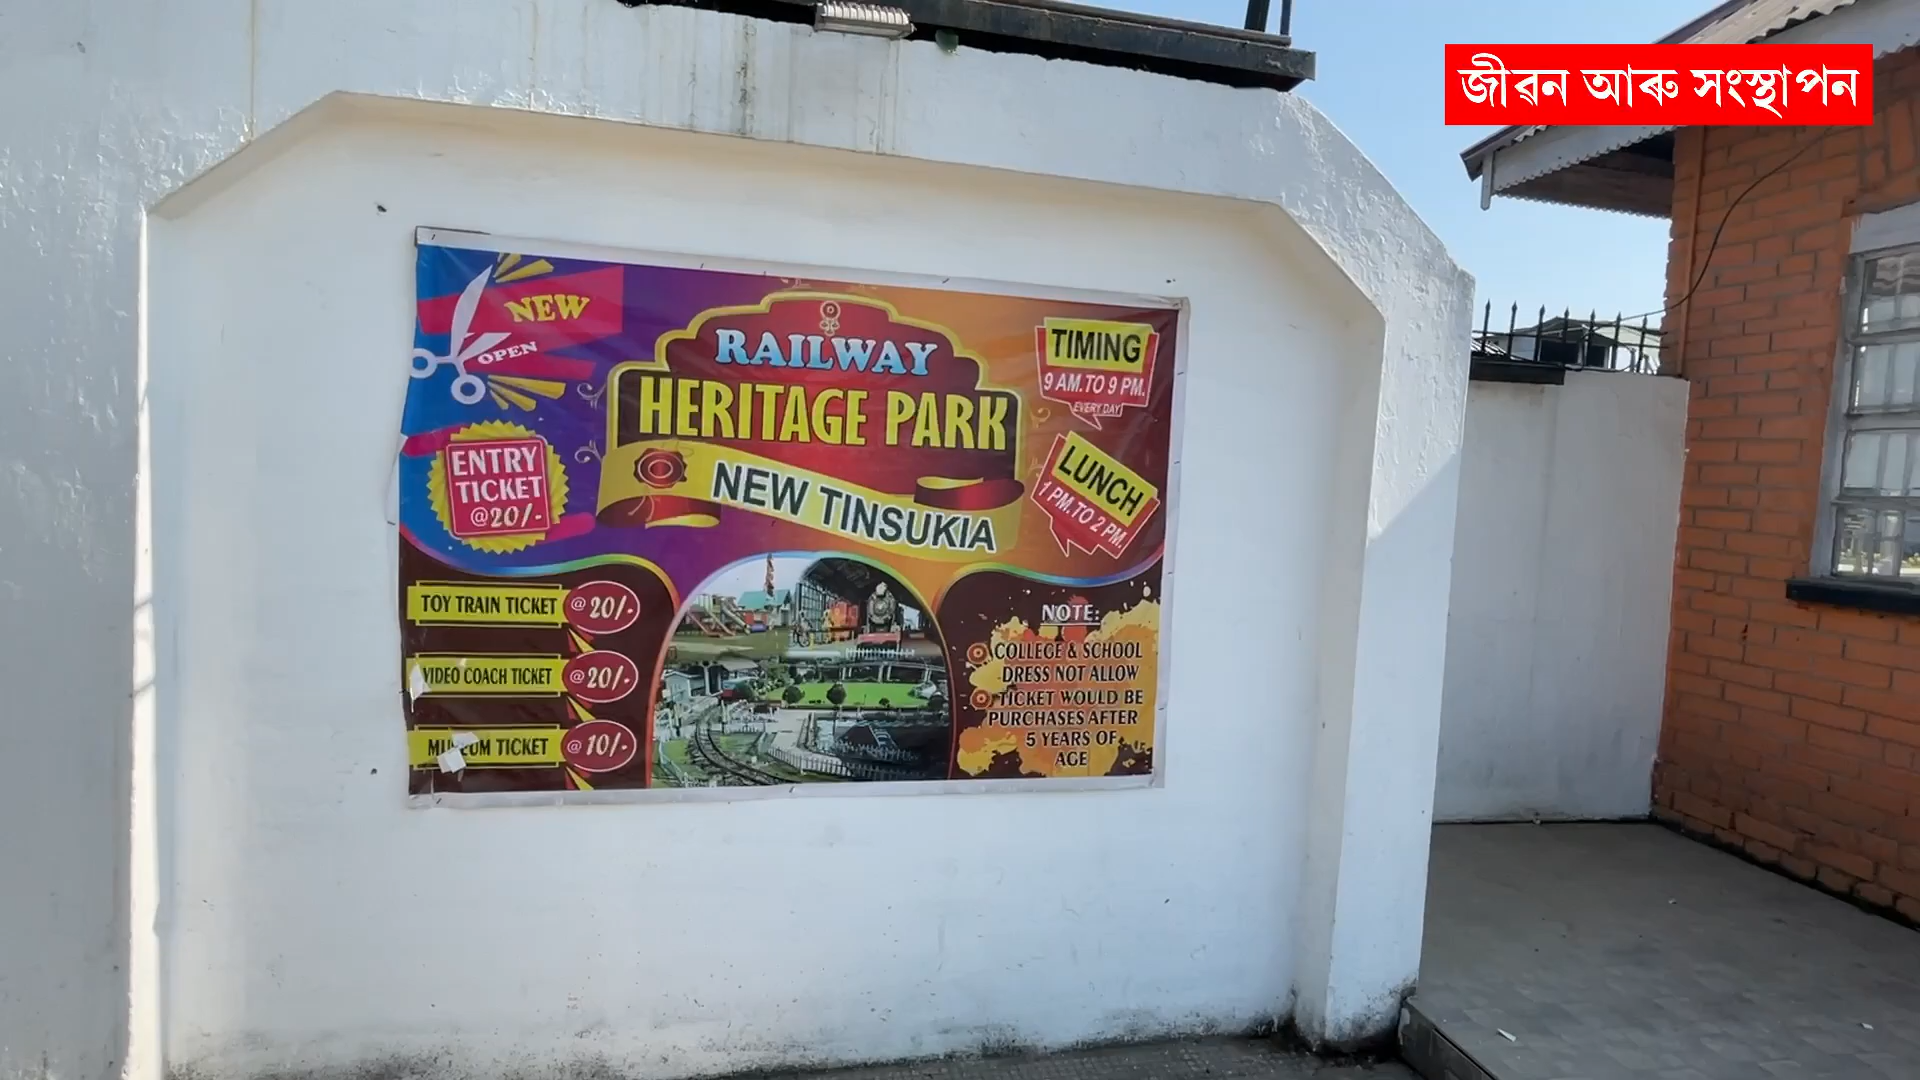 জীৱন আৰু সংস্থাপন
NEW
OPEN
RAILWAY
HERITAGE PARK
NEW TINSUKIA
TIMING
9 AM.TO 9 PM.
EVERY DAY
LUNCH
1 PM.TO 2 PM.
ENTRY
TICKET
@20/-
TOY TRAIN TICKET @20/-
VIDEO COACH TICKET @20/-
MUSEUM TICKET @10/-
NOTE:
COLLEGE & SCHOOL
DRESS NOT ALLOW
TICKET WOULD BE
PURCHASES AFTER
5 YEARS OF
AGE